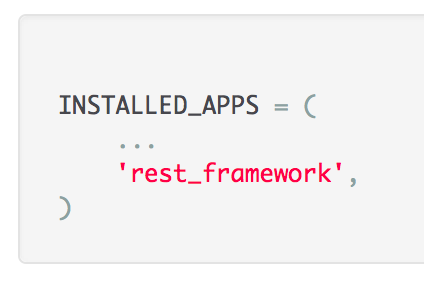 INSTALLED_APPS = (
    ...
    'rest_framework',
)